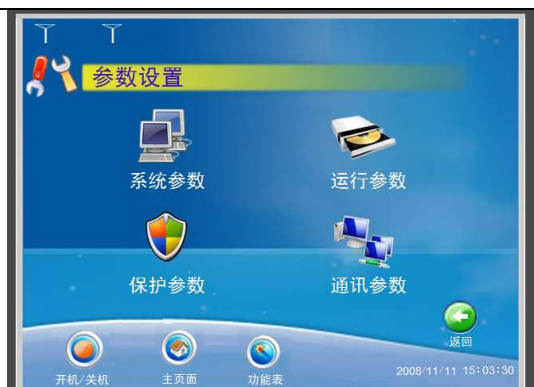 参数设置
系统参数
运行参数
保护参数
通讯参数
返回
开机/关机
主页面
功能表
2008/11/11 15:03:30